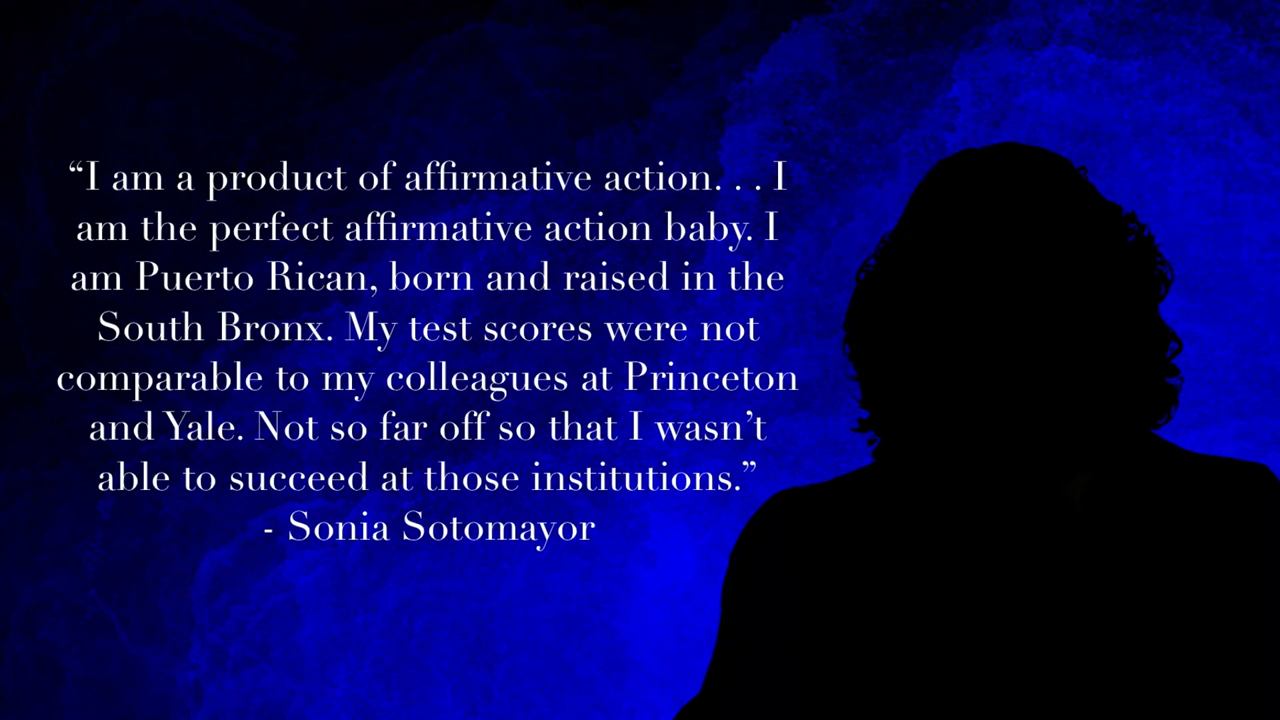 “I am a product of affirmative action. . . I
am the perfect affirmative action baby. I
am Puerto Rican, born and raised in the
South Bronx. My test scores were not
comparable to my colleagues at Princeton
and Yale. Not so far off so that I wasn’t
able to succeed at those institutions.”
- Sonia Sotomayor